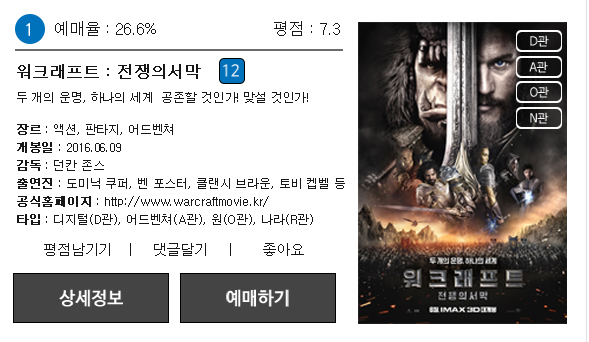 1 예매율 : 26.6% 평점 : 7.3
워크래프트 : 전쟁의서막 12
두 개의 운명, 하나의 세계 공존할 것인가! 맞설 것인가!
장르 : 액션, 판타지, 어드벤쳐
개봉일 : 2016.06.09
감독 : 던칸 존스
출연진 : 도미닉 쿠퍼, 벤 포스터, 클랜시 브라운, 토비 켑벨 등
공식홈페이지 : http://www.warcraftmovie.kr/
타입 : 디지털(D관), 어드벤쳐(A관), 원(O관), 나라(R관)
평점남기기 | 댓글달기 | 좋아요
상세정보 예매하기
D관
A관
O관
N관
두 개의 운명, 하나의 세계
워크래프트
전쟁의서막
6월 IMAX 3D 대개봉